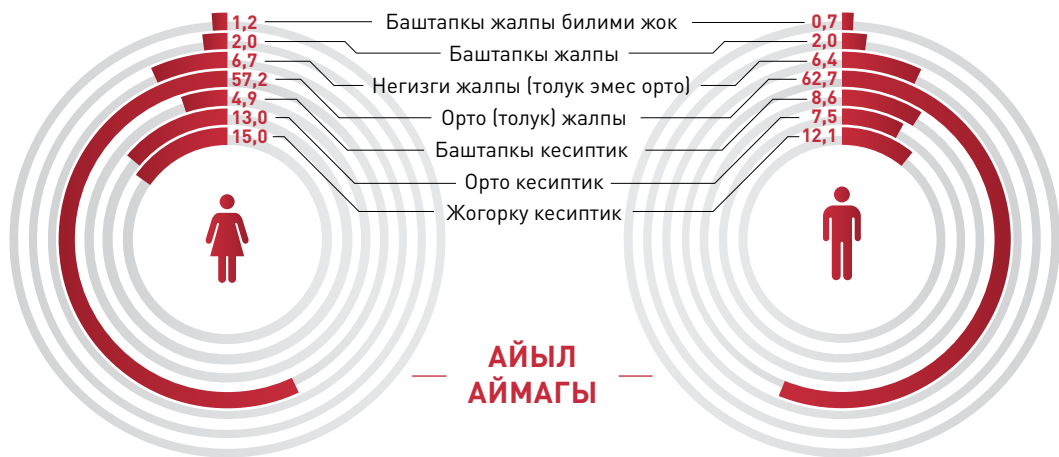 1,2 Баштапкы жалпы билими жок 0,7
2,0 Баштапкы жалпы 2,0
6,7 Негизги жалпы (толук эмес орто) 6,4
57,2 Орто (толук) жалпы 62,7
4,9 Баштапкы кесиптик 8,6
13,0 Орто кесиптик 7,5
15,0 Жогорку кесиптик 12,1
АЙЫЛ
АЙМАГЫ